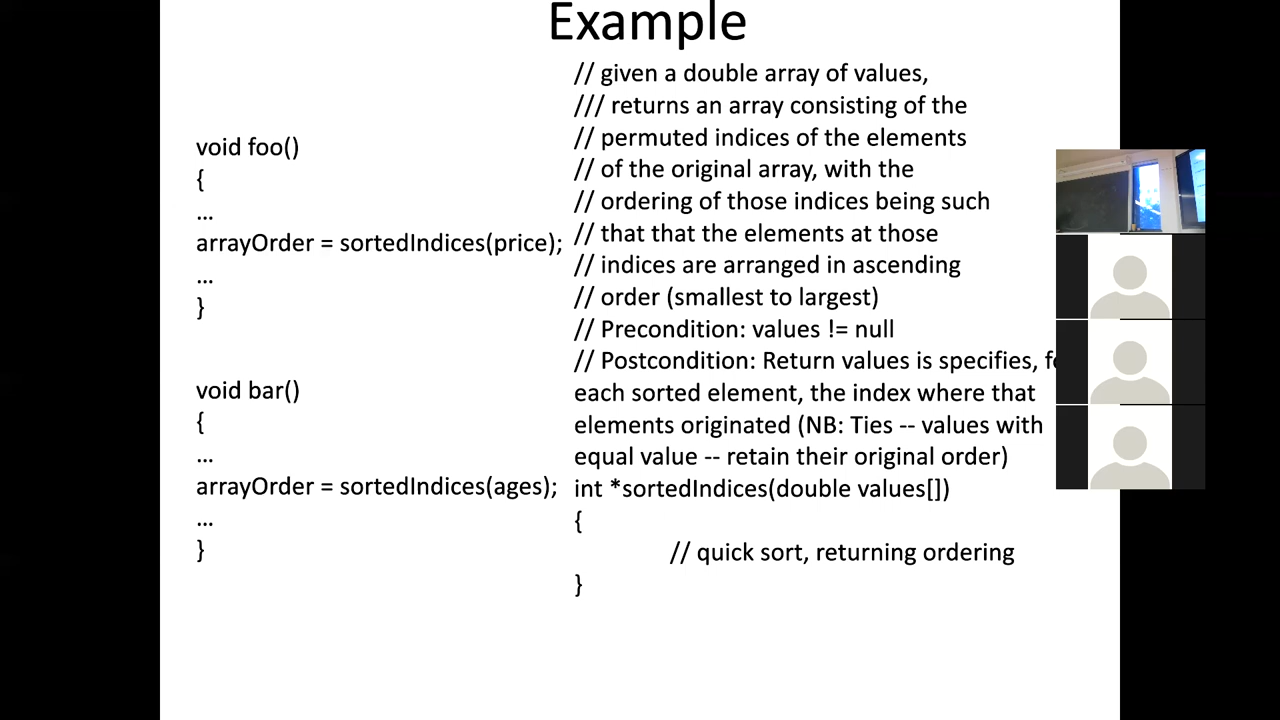 Example
void foo()
{
…
arrayOrder = sortedIndices(price);
…
}
void bar()
{
…
arrayOrder = sortedIndices(ages);
…
}
// given a double array of values,
/// returns an array consisting of the
// permuted indices of the elements
// of the original array, with the
// ordering of those indices being such
// that that the elements at those
// indices are arranged in ascending
// order (smallest to largest)
// Precondition: values != null
// Postcondition: Return values is specifies,
each sorted element, the index where that
elements originated (NB: Ties -- values with
equal value -- retain their original order)
int *sortedIndices(double values[])
{
// quick sort, returning ordering
}